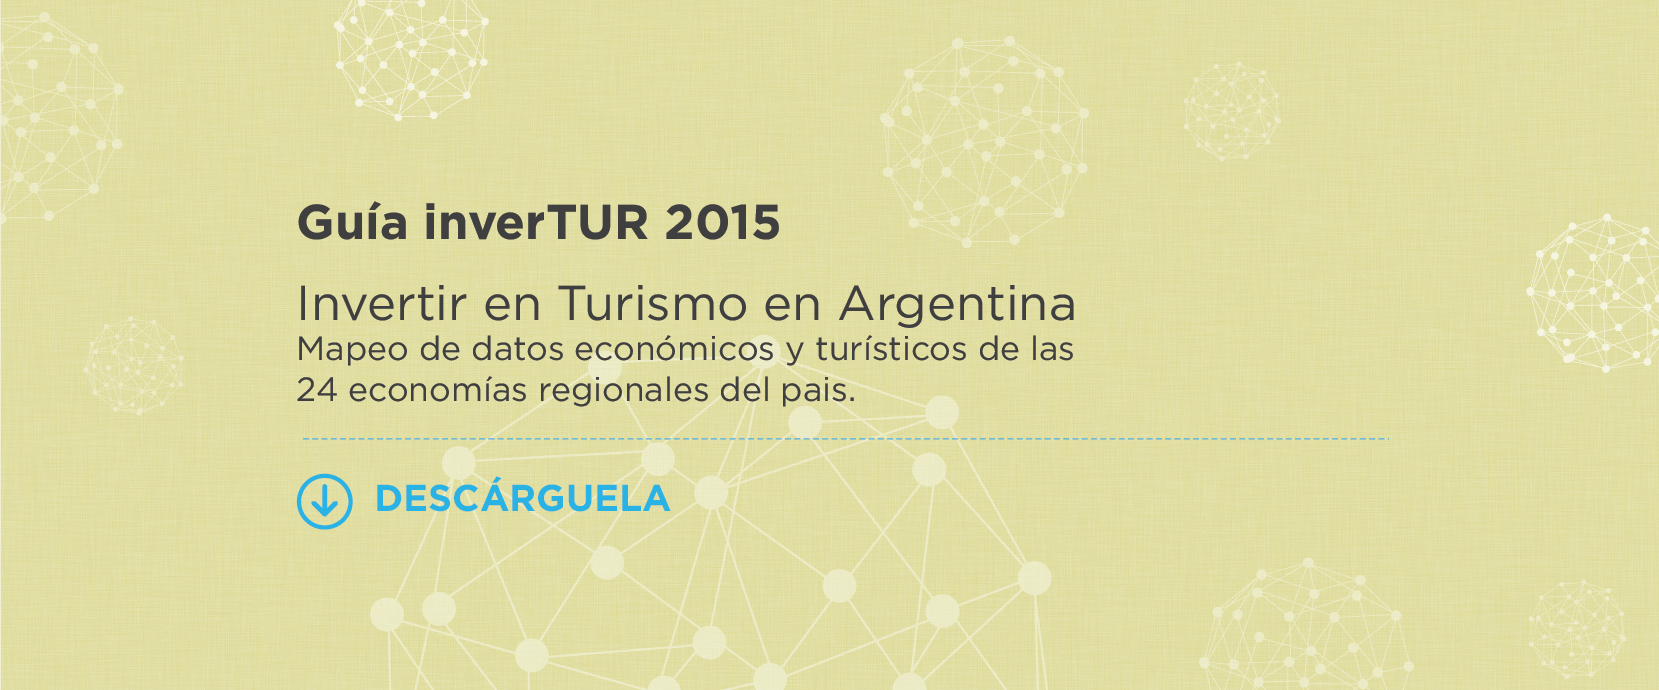 Guía inverTUR 2015
Invertir en Turismo en Argentina
Mapeo de datos económicos y turísticos de las
24 economías regionales del pais.
DESCÁRGUELA